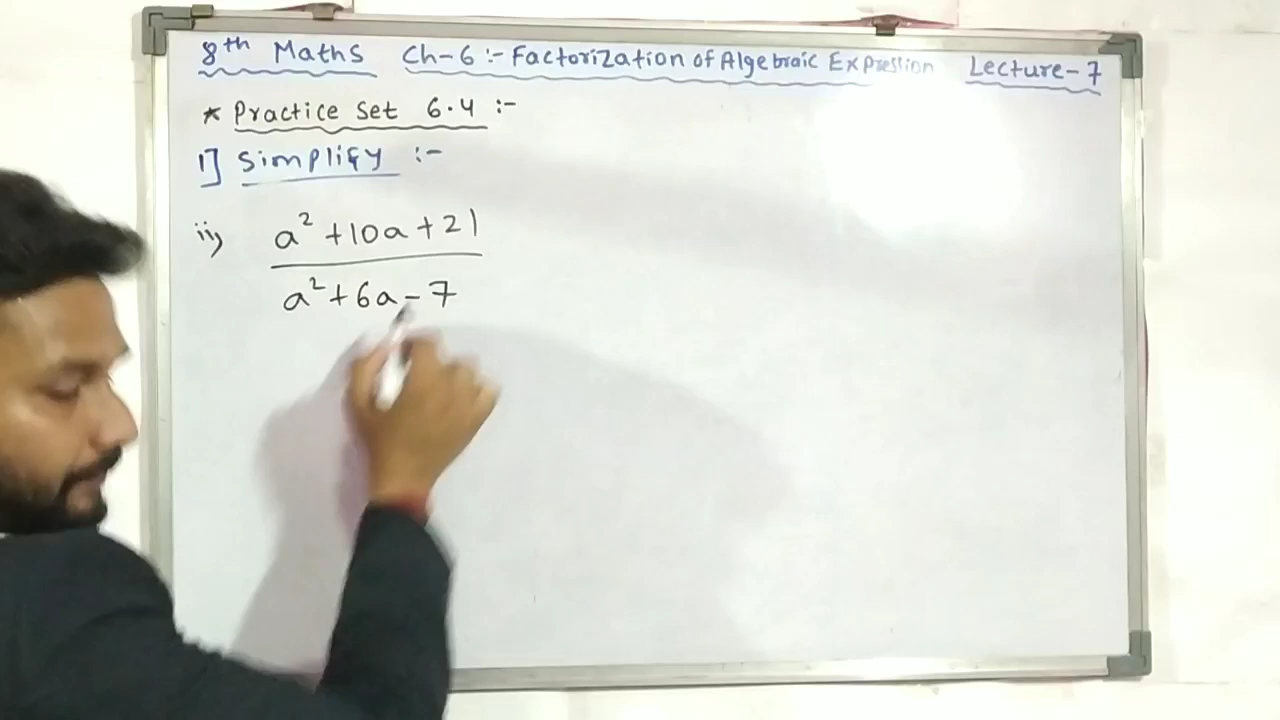 8th Maths Ch-6 :- Factorization of Algebraic Expression Lecture-7
* Practice Set 6.4 :-
1] Simplify :-
ii) a² + 10a + 21
a² + 6a - 7